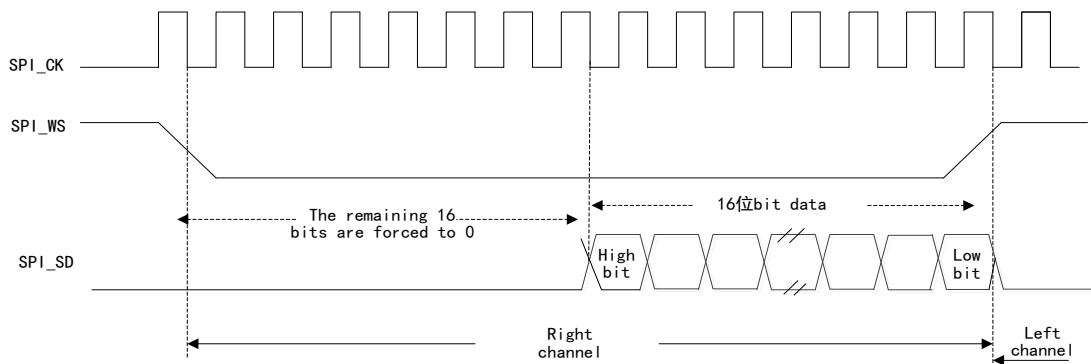 SPI_CK
SPI_WS
The remaining 16
bits are forced to 0
16位bit data
SPI_SD
High
bit
Low
bit
Right
channel
Left
channel